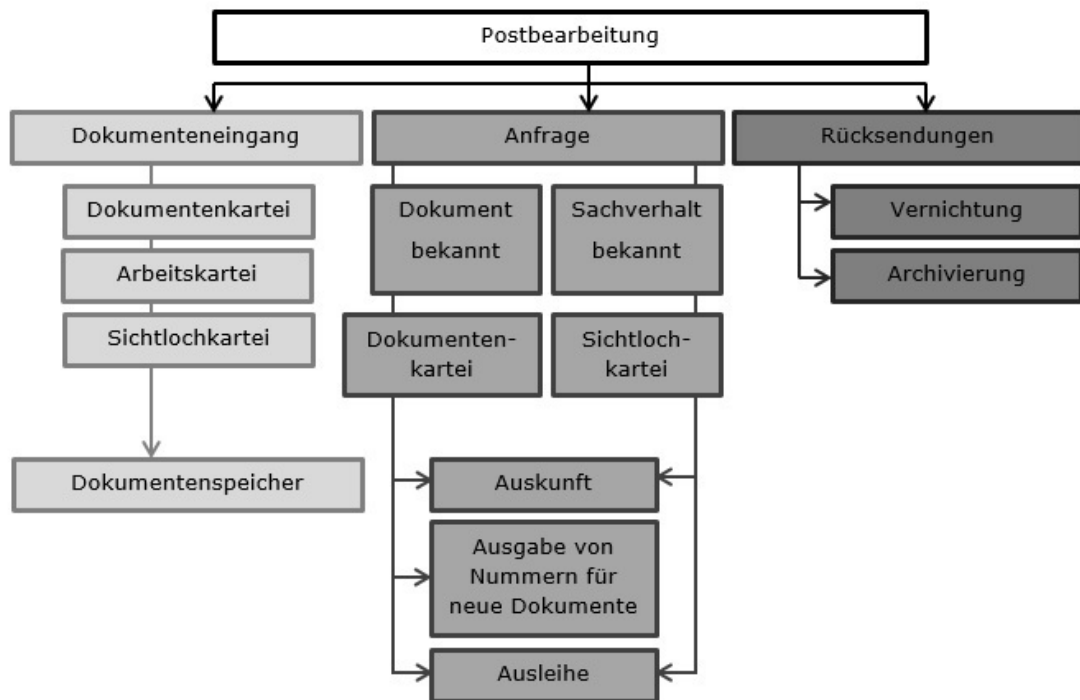 Postbearbeitung
Dokumenteneingang
Anfrage
Rücksendungen
Dokumentenkartei
Arbeitskartei
Sichtlochkartei
Dokumentenspeicher
Dokument
bekannt
Sachverhalt
bekannt
Dokumenten-
kartei
Sichtloch-
kartei
Auskunft
Ausgabe von
Nummern für
neue Dokumente
Ausleihe
Vernichtung
Archivierung